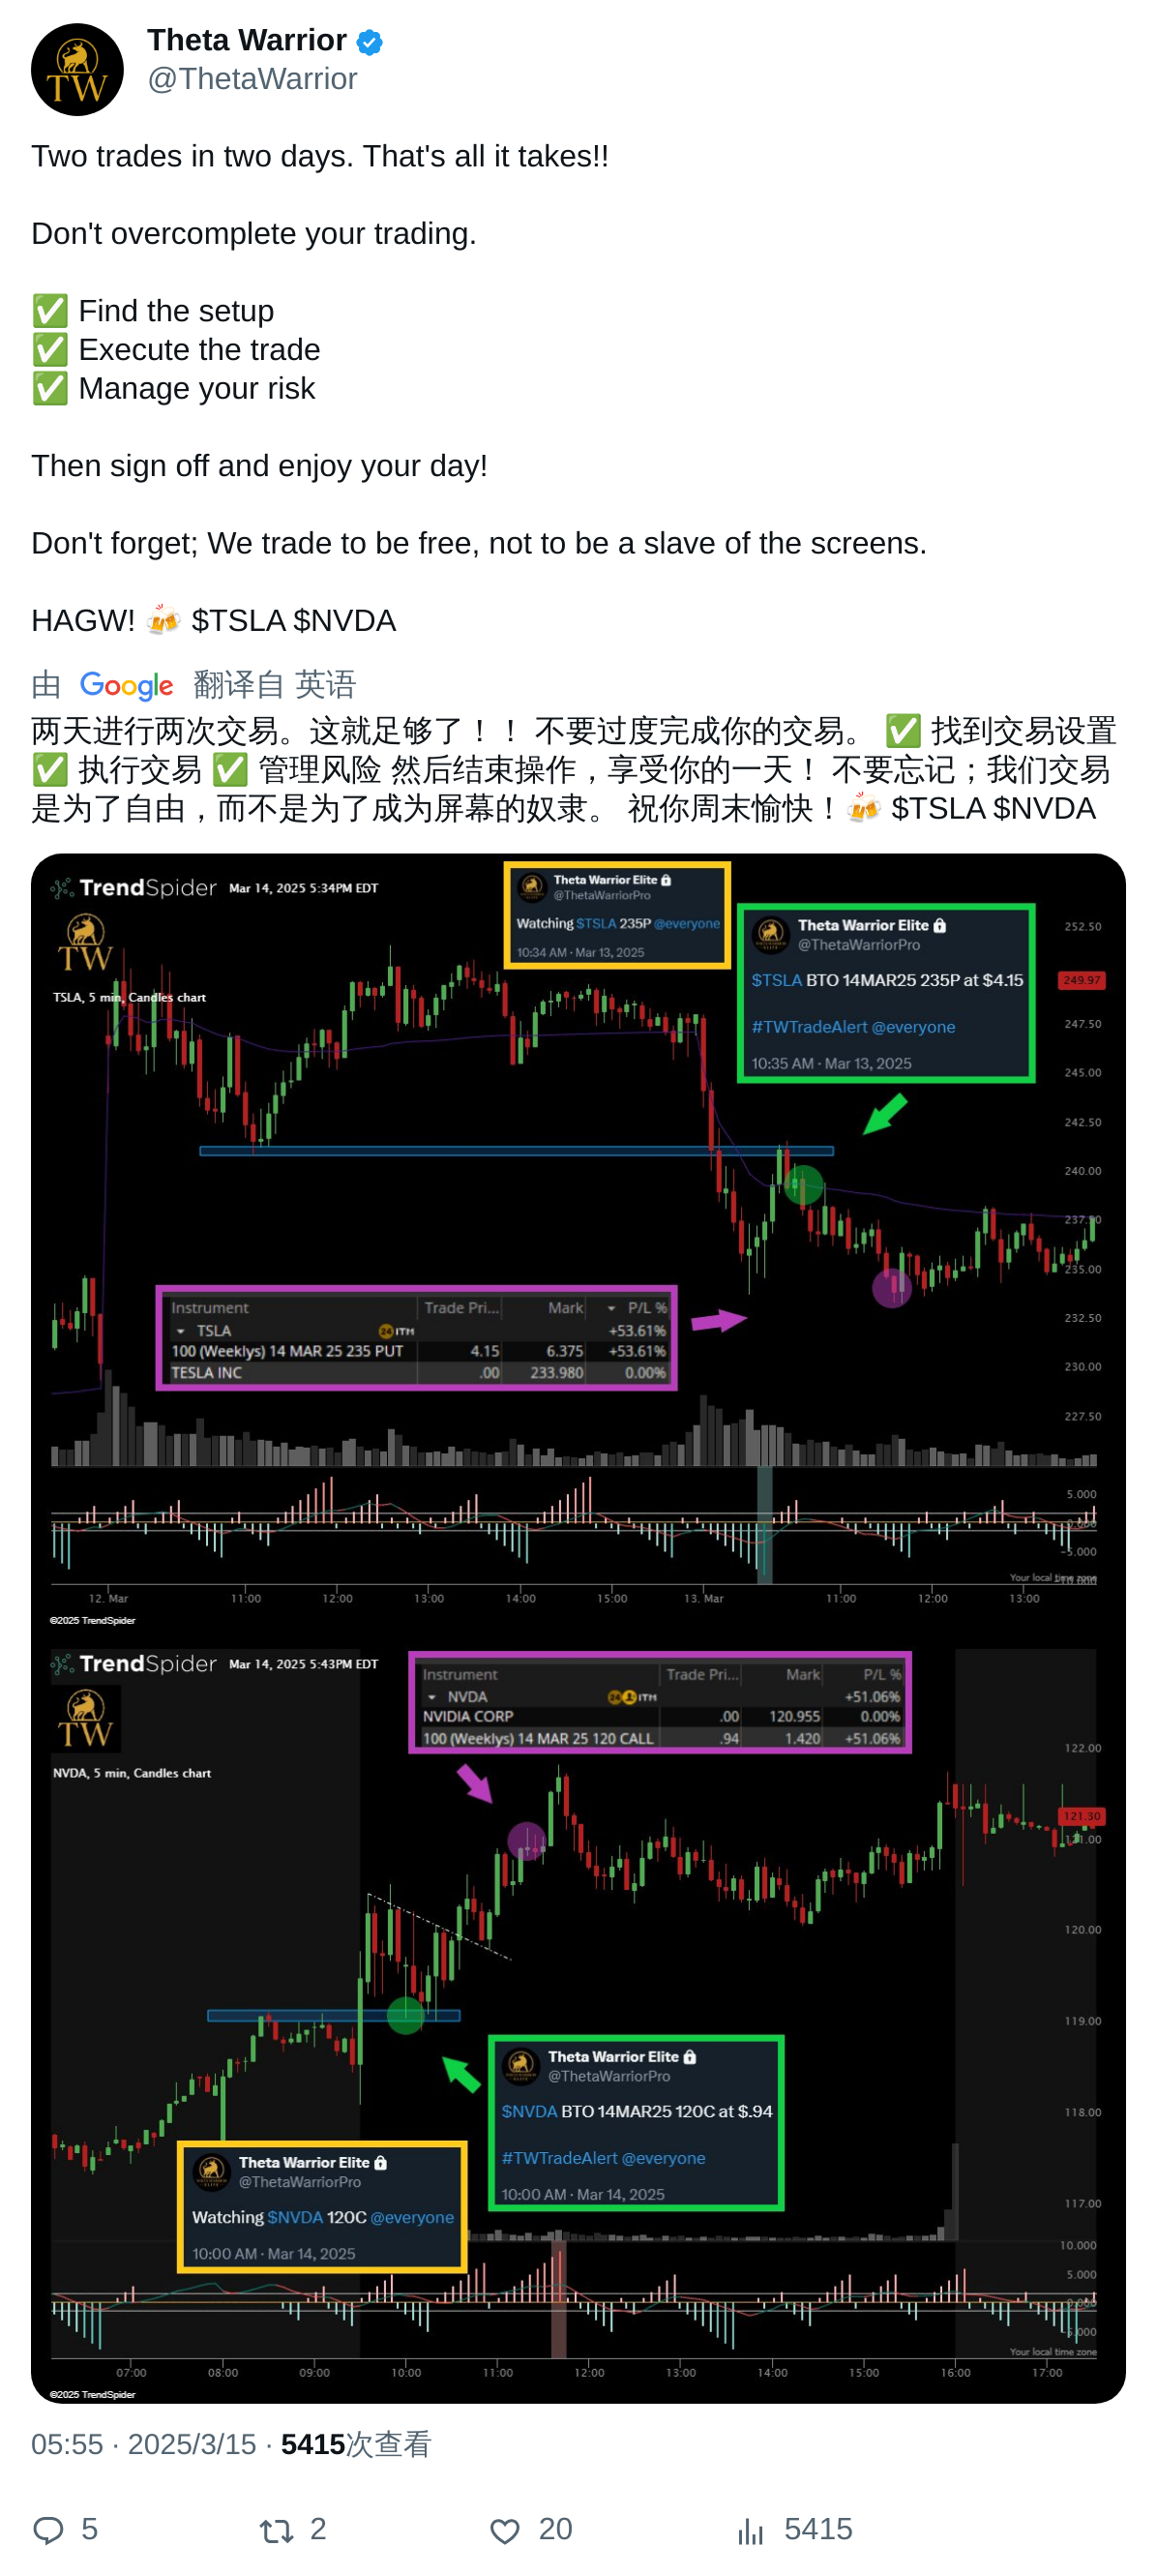 Theta Warrior
@ThetaWarrior
TW
Two trades in two days. That's all it takes!!
Don't overcomplete your trading.
✅ Find the setup
✅ Execute the trade
✅ Manage your risk
Then sign off and enjoy your day!
Don't forget; We trade to be free, not to be a slave of the screens.
HAGW! 🍻 $TSLA $NVDA
由 Google 翻译自 英语
两天进行两次交易。这就足够了！！ 不要过度完成你的交易。 ✅ 找到交易设置
✅ 执行交易 ✅ 管理风险 然后结束操作，享受你的一天！ 不要忘记；我们交易
是为了自由，而不是为了成为屏幕的奴隶。 祝你周末愉快！🍻 $TSLA $NVDA
TrendSpider Mar 14, 2025 5:34PM EDT
TW
TSLA, 5 min, Candles chart
Theta Warrior Elite
@ThetaWarriorPro
Watching $TSLA 235P @everyone
10:34 AM · Mar 13, 2025
Theta Warrior Elite
@ThetaWarriorPro
$TSLA BTO 14MAR25 235P at $4.15
#TWTradeAlert @everyone
10:35 AM · Mar 13, 2025
252.50
249.97
247.50
245.00
242.50
240.00
237.50
235.00
232.50
230.00
227.50
Instrument Trade Pri... Mark P/L %
TSLA ITM +53.61%
100 (Weeklys) 14 MAR 25 235 PUT 4.15 6.375 +53.61%
TESLA INC .00 233.980 0.00%
5.000
0.000
-5.000
-10.000
Your local time zone
12. Mar 11:00 12:00 13:00 14:00 15:00 13. Mar 11:00 12:00 13:00
©2025 TrendSpider
TrendSpider Mar 14, 2025 5:43PM EDT
TW
NVDA, 5 min, Candles chart
Instrument Trade Pri... Mark P/L %
NVDA ITM +51.06%
NVIDIA CORP .00 120.955 0.00%
100 (Weeklys) 14 MAR 25 120 CALL .94 1.420 +51.06%
122.00
121.30
121.00
120.00
119.00
118.00
117.00
Theta Warrior Elite
@ThetaWarriorPro
$NVDA BTO 14MAR25 120C at $.94
#TWTradeAlert @everyone
10:00 AM · Mar 14, 2025
Theta Warrior Elite
@ThetaWarriorPro
Watching $NVDA 120C @everyone
10:00 AM · Mar 14, 2025
10.000
5.000
0.000
-5.000
Your local time zone
07:00 08:00 09:00 10:00 11:00 12:00 13:00 14:00 15:00 16:00 17:00
©2025 TrendSpider
05:55 · 2025/3/15 · 5415次查看
5 2 20 5415